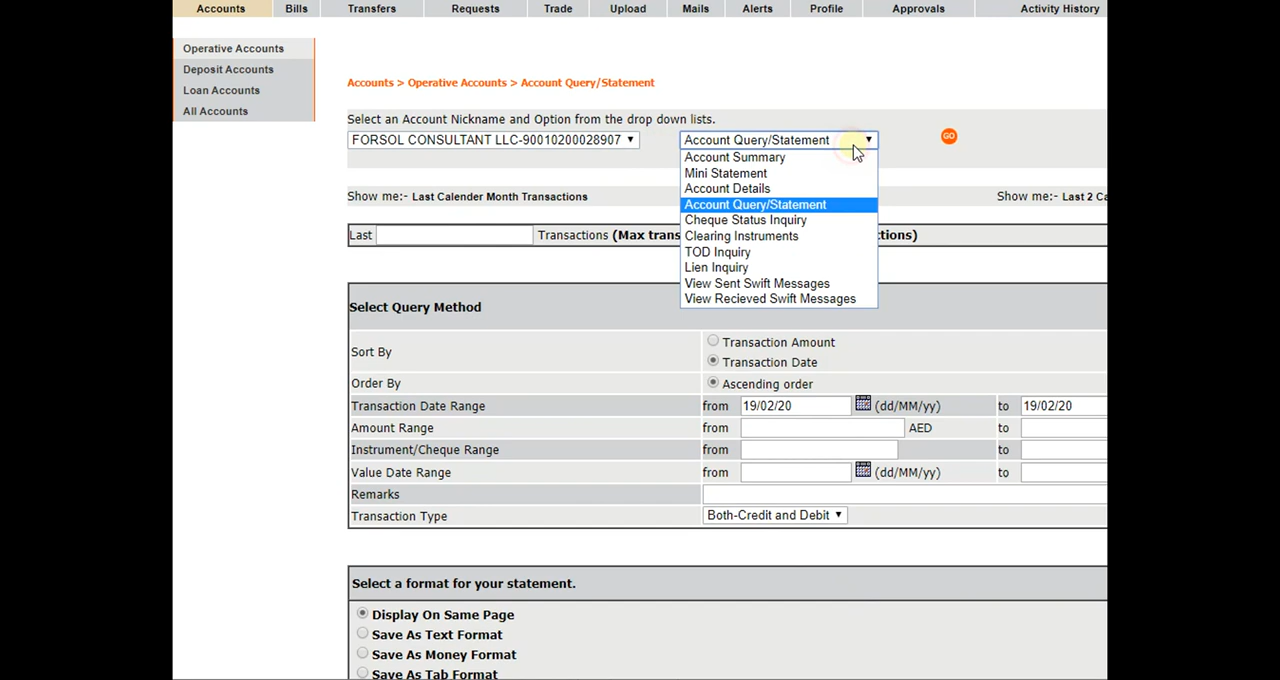 Accounts Bills Transfers Requests Trade Upload Mails Alerts Profile Approvals Activity History
Operative Accounts
Deposit Accounts
Loan Accounts
All Accounts
Accounts > Operative Accounts > Account Query/Statement
Select an Account Nickname and Option from the drop down lists.
FORSOL CONSULTANT LLC-90010200028907 Account Query/Statement GO
Account Summary
Mini Statement
Account Details
Account Query/Statement
Cheque Status Inquiry
Clearing Instruments
TOD Inquiry
Lien Inquiry
View Sent Swift Messages
View Recieved Swift Messages
Show me:- Last Calender Month Transactions Show me:- Last 2 Ca
Last Transactions (Max trans ctions)
Select Query Method
Sort By Transaction Amount
Transaction Date
Order By Ascending order
Transaction Date Range from 19/02/20 (dd/MM/yy) to 19/02/20
Amount Range from AED to
Instrument/Cheque Range from to
Value Date Range from (dd/MM/yy) to
Remarks
Transaction Type Both-Credit and Debit
Select a format for your statement.
Display On Same Page
Save As Text Format
Save As Money Format
Save As Tab Format